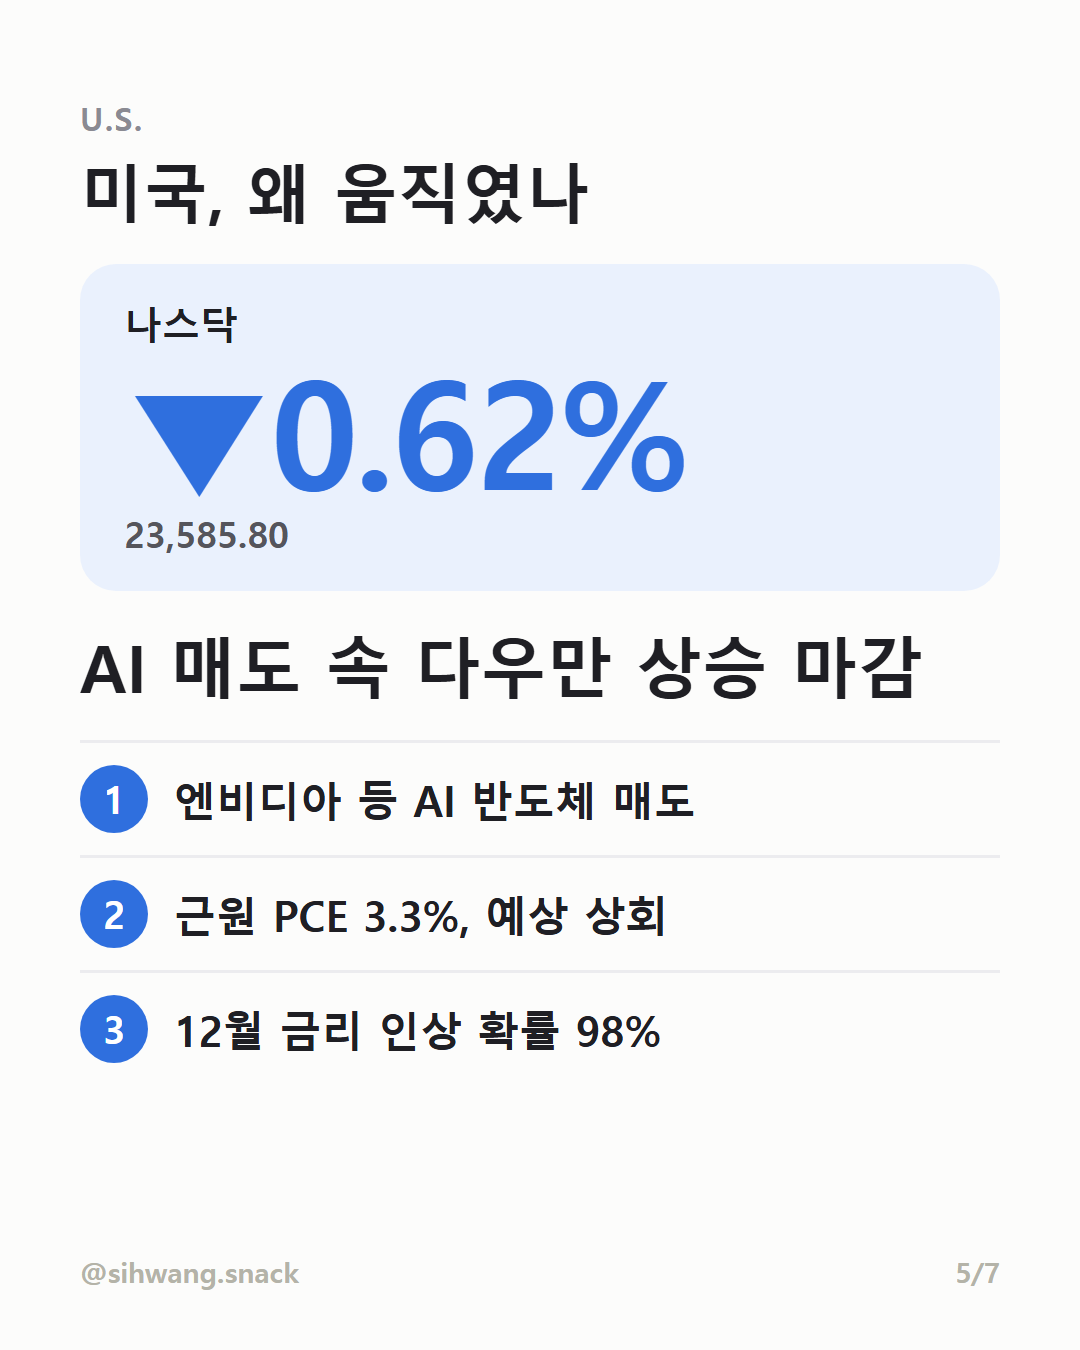 U.S.
미국, 왜 움직였나
나스닥
▼0.62%
23,585.80
AI 매도 속 다우만 상승 마감
1 엔비디아 등 AI 반도체 매도
2 근원 PCE 3.3%, 예상 상회
3 12월 금리 인상 확률 98%
@sihwang.snack 5/7